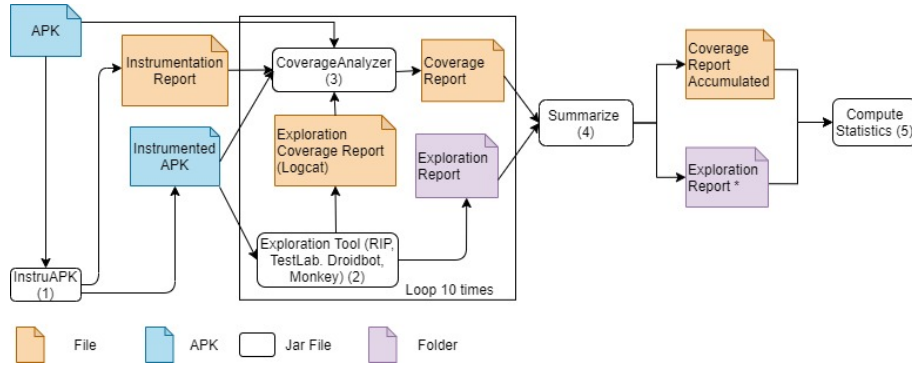 APK
Instrumentation
Report
CoverageAnalyzer
(3)
Coverage
Report
Coverage
Report
Accumulated
Instrumented
APK
Exploration
Coverage Report
(Logcat)
Exploration
Report
Summarize
(4)
Compute
Statistics (5)
Exploration
Report *
InstruAPK
(1)
Exploration Tool (RIP,
TestLab. Droidbot,
Monkey) (2)
Loop 10 times
File
APK
Jar File
Folder